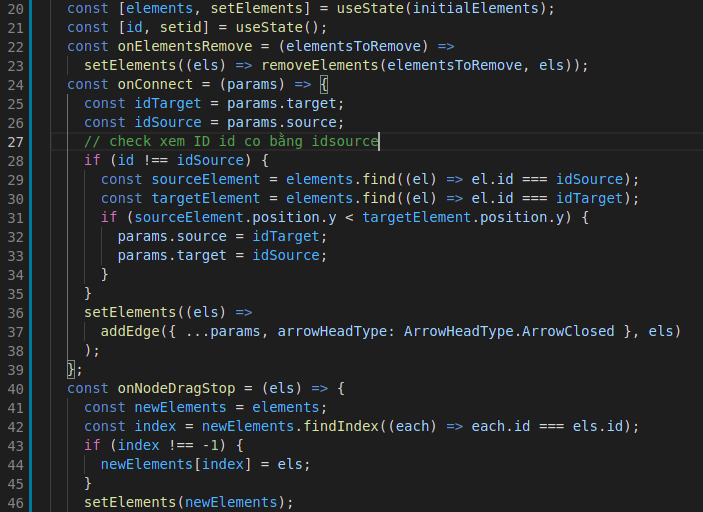 20 const [elements, setElements] = useState(initialElements);
21 const [id, setid] = useState();
22 const onElementsRemove = (elementsToRemove) =>
23 setElements((els) => removeElements(elementsToRemove, els));
24 const onConnect = (params) => {
25 const idTarget = params.target;
26 const idSource = params.source;
27 // check xem ID id co bằng idsource
28 if (id !== idSource) {
29 const sourceElement = elements.find((el) => el.id === idSource);
30 const targetElement = elements.find((el) => el.id === idTarget);
31 if (sourceElement.position.y < targetElement.position.y) {
32 params.source = idTarget;
33 params.target = idSource;
34 }
35 }
36 setElements((els) =>
37 addEdge({ ...params, arrowHeadType: ArrowHeadType.ArrowClosed }, els)
38 );
39 };
40 const onNodeDragStop = (els) => {
41 const newElements = elements;
42 const index = newElements.findIndex((each) => each.id === els.id);
43 if (index !== -1) {
44 newElements[index] = els;
45 }
46 setElements(newElements);